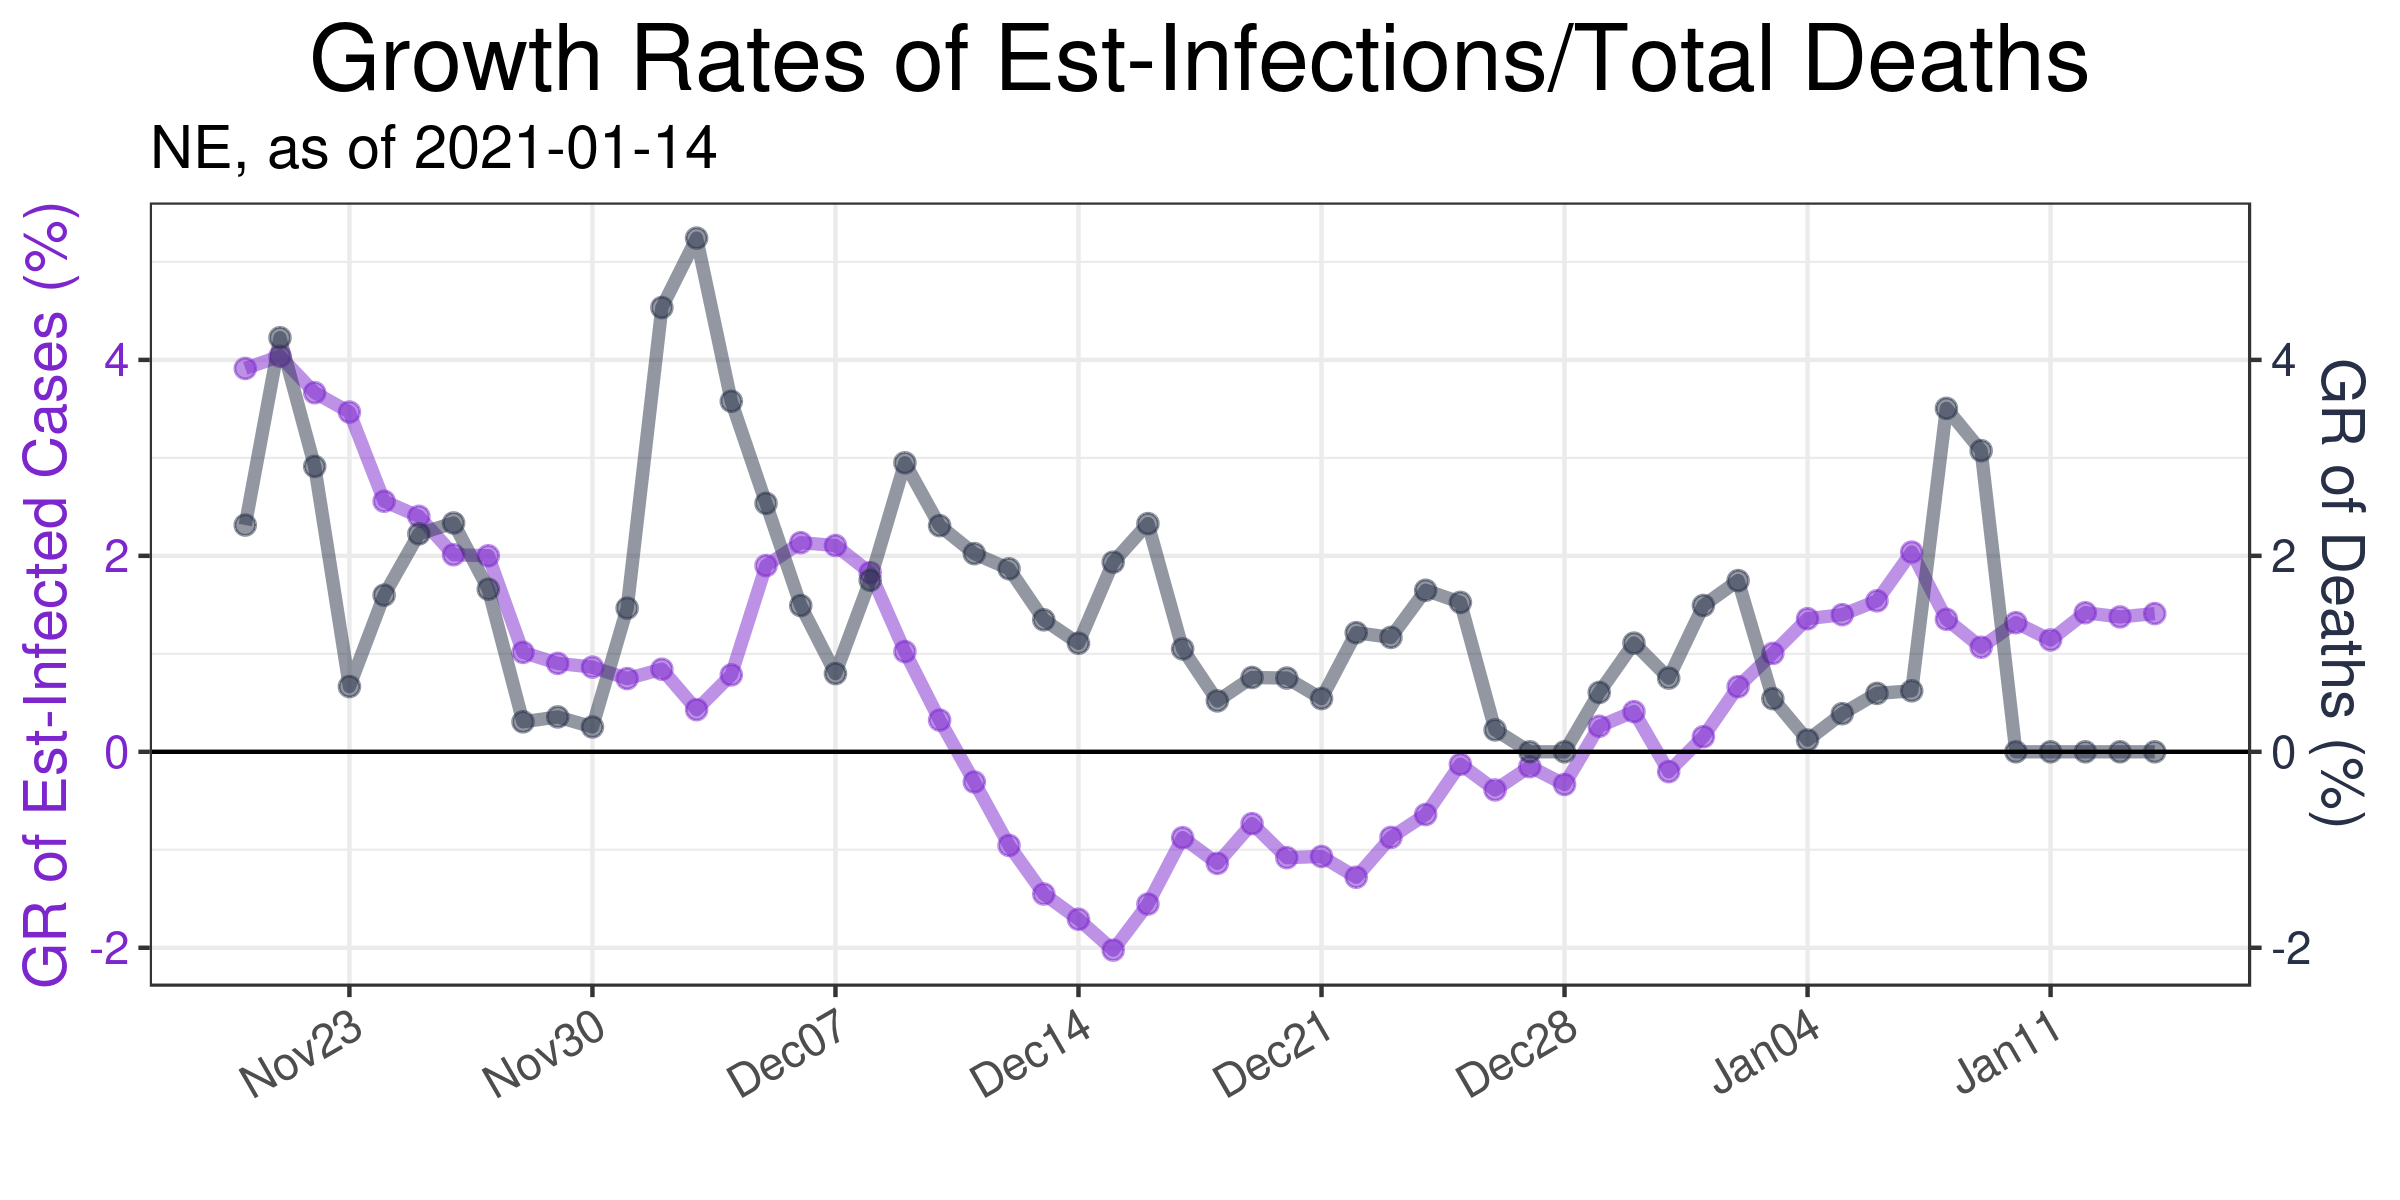 Growth Rates of Est-Infections/Total Deaths
NE, as of 2021-01-14
GR of Est-Infected Cases (%)
4
2
0
-2
4
2
0
-2
GR of Deaths (%)
Nov23
Nov30
Dec07
Dec14
Dec21
Dec28
Jan04
Jan11